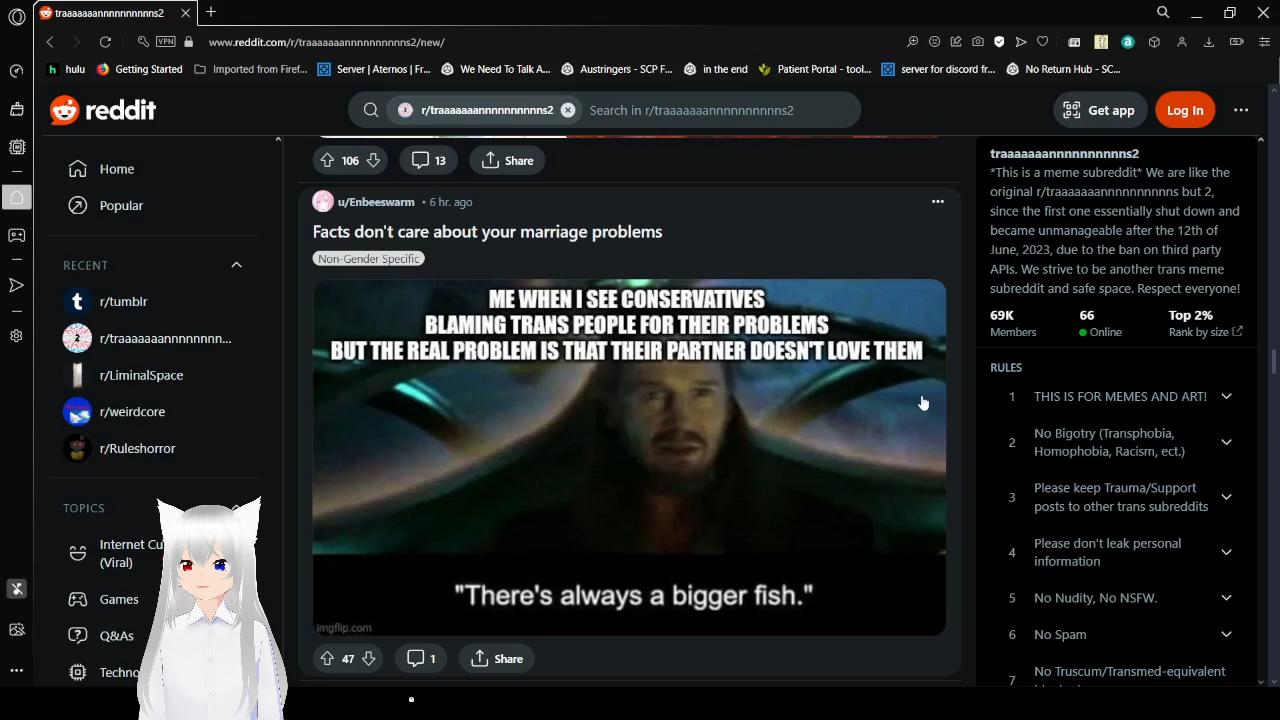 traaaaaaannnnnnnnnns2
www.reddit.com/r/traaaaaaannnnnnnnnns2/new/
VPN
hulu
Getting Started
Imported from Firef...
Server | Aternos | Fr...
We Need To Talk A...
Austringers - SCP F...
in the end
Patient Portal - tool...
server for discord fr...
No Return Hub - SC...
reddit
r/traaaaaaannnnnnnnnns2
Search in r/traaaaaaannnnnnnnnns2
Get app
Log In
Home
Popular
RECENT
r/tumblr
r/traaaaaaannnnnnnn...
r/LiminalSpace
r/weirdcore
r/Ruleshorror
TOPICS
Internet Cu
(Viral)
Games
Q&As
Techno
106
13
Share
u/Enbeeswarm • 6 hr. ago
Facts don't care about your marriage problems
Non-Gender Specific
ME WHEN I SEE CONSERVATIVES
BLAMING TRANS PEOPLE FOR THEIR PROBLEMS
BUT THE REAL PROBLEM IS THAT THEIR PARTNER DOESN'T LOVE THEM
"There's always a bigger fish."
imgflip.com
47
1
Share
traaaaaaannnnnnnnnns2
*This is a meme subreddit* We are like the
original r/traaaaaaannnnnnnnnns but 2,
since the first one essentially shut down and
became unmanageable after the 12th of
June, 2023, due to the ban on third party
APIs. We strive to be another trans meme
subreddit and safe space. Respect everyone!
69K
Members
66
Online
Top 2%
Rank by size
RULES
1 THIS IS FOR MEMES AND ART!
2 No Bigotry (Transphobia,
Homophobia, Racism, ect.)
3 Please keep Trauma/Support
posts to other trans subreddits
4 Please don't leak personal
information
5 No Nudity, No NSFW.
6 No Spam
7 No Truscum/Transmed-equivalent